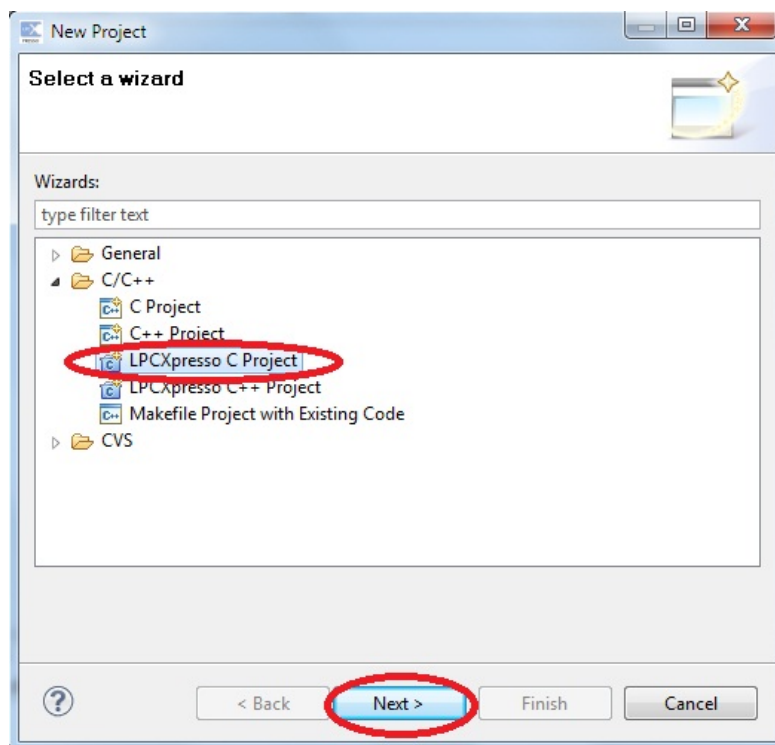 New Project
Select a wizard
Wizards:
type filter text
General
C/C++
C Project
C++ Project
LPCXpresso C Project
LPCXpresso C++ Project
Makefile Project with Existing Code
CVS
< Back Next > Finish Cancel